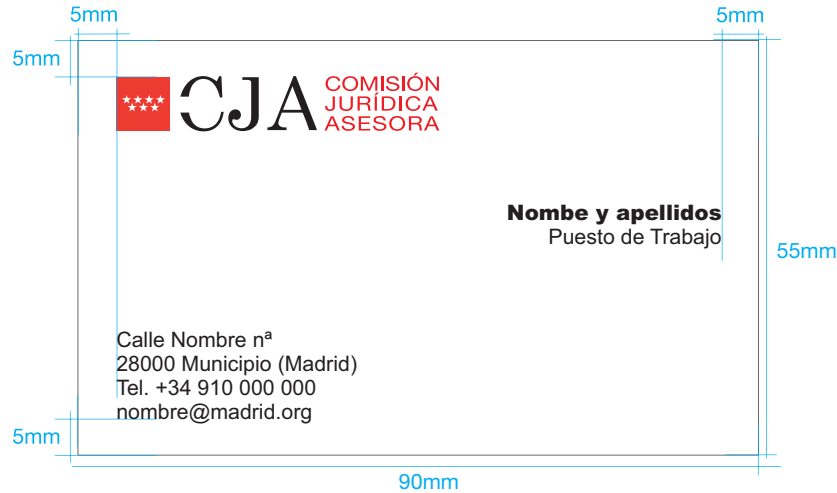 5mm
5mm
5mm
CJA
COMISIÓN
JURÍDICA
ASESORA
Nombe y apellidos
Puesto de Trabajo
55mm
Calle Nombre nª
28000 Municipio (Madrid)
Tel. +34 910 000 000
nombre@madrid.org
5mm
90mm